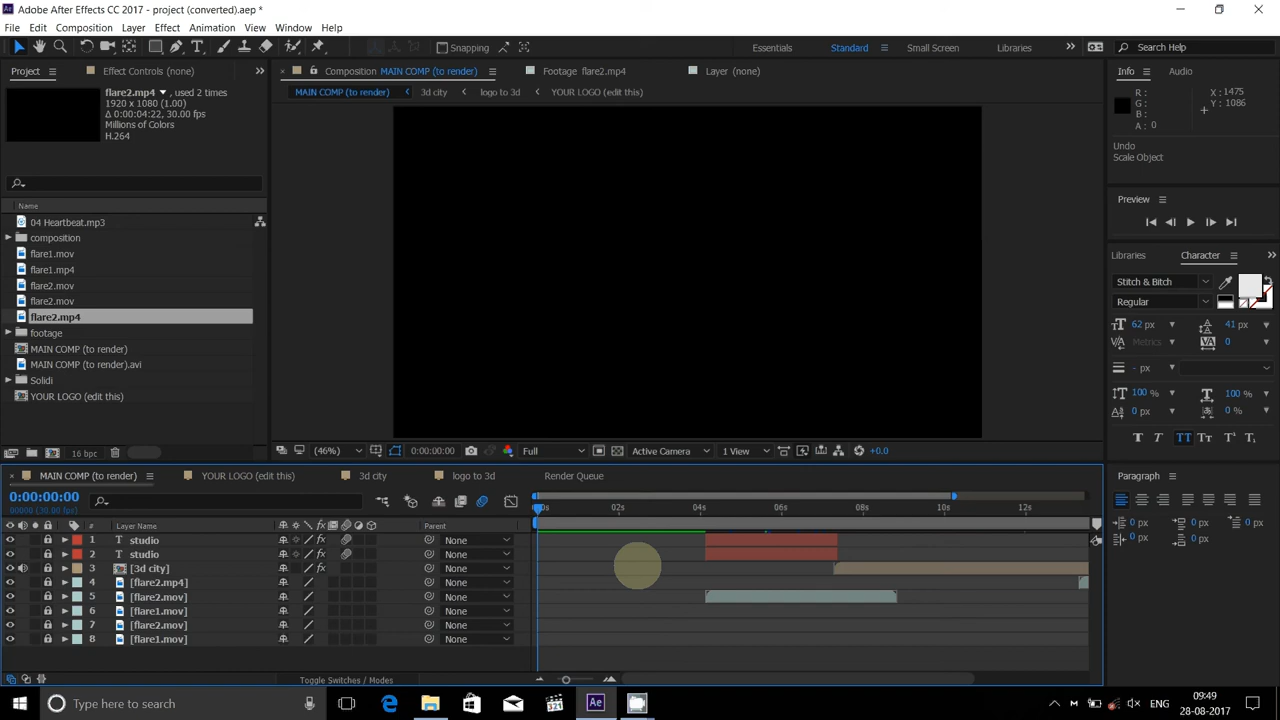 Adobe After Effects CC 2017 - project (converted).aep *
File Edit Composition Layer Effect Animation View Window Help
Snapping Essentials Standard Small Screen Libraries Search Help
Project Effect Controls (none) Composition MAIN COMP (to render) Footage flare2.mp4 Layer (none) Info Audio
MAIN COMP (to render) 3d city logo to 3d YOUR LOGO (edit this)
flare2.mp4 , used 2 times
1920 x 1080 (1.00)
Δ 0:00:04:22, 30.00 fps
Millions of Colors
H.264
R : X : 1475
G : Y : 1086
B :
A : 0
Undo
Scale Object
Preview
Name
04 Heartbeat.mp3
composition
flare1.mov
flare1.mp4
flare2.mov
flare2.mov
flare2.mp4
footage
MAIN COMP (to render)
MAIN COMP (to render).avi
Solidi
YOUR LOGO (edit this)
Libraries Character
Stitch & Bitch
Regular
62 px 41 px
Metrics 0
- px
100 % 100 %
0 px 0 %
T T TT Tt T¹ T₁
16 bpc (46%) 0:00:00:00 Full Active Camera 1 View +0.0
MAIN COMP (to render) YOUR LOGO (edit this) 3d city logo to 3d Render Queue
Paragraph
0:00:00:00
00000 (30.00 fps)
0s 02s 04s 06s 08s 10s 12s
# Layer Name Parent
1 T studio None
2 T studio None
3 [3d city] None
4 [flare2.mp4] None
5 [flare2.mov] None
6 [flare1.mov] None
7 [flare2.mov] None
8 [flare1.mov] None
0 px 0 px
0 px 0 px
0 px
Toggle Switches / Modes
Type here to search
ENG
09:49
28-08-2017